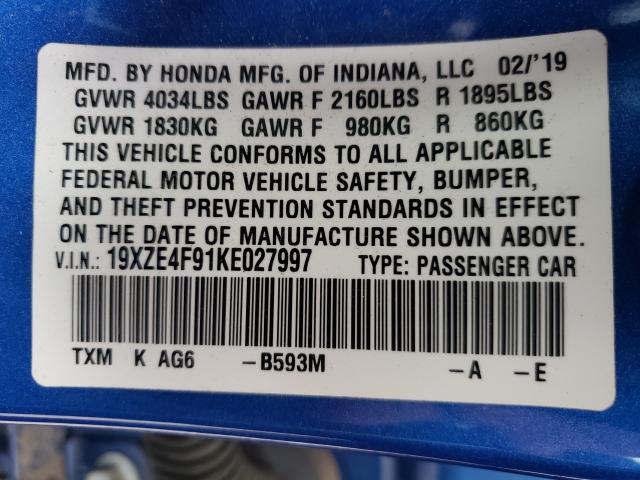 MFD. BY HONDA MFG. OF INDIANA, LLC 02/'19
GVWR 4034LBS GAWR F 2160LBS R 1895LBS
GVWR 1830KG GAWR F 980KG R 860KG
THIS VEHICLE CONFORMS TO ALL APPLICABLE
FEDERAL MOTOR VEHICLE SAFETY, BUMPER,
AND THEFT PREVENTION STANDARDS IN EFFECT
ON THE DATE OF MANUFACTURE SHOWN ABOVE.
V.I.N.: 19XZE4F91KE027997 TYPE: PASSENGER CAR
TXM K AG6 -B593M -A -E